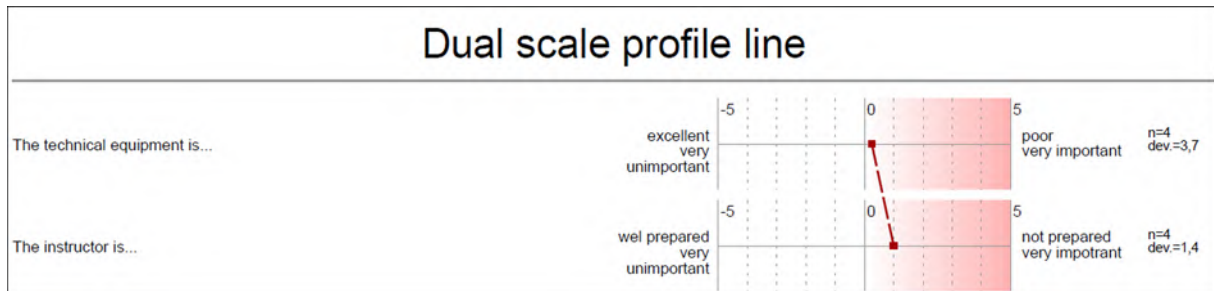 Dual scale profile line
-5 0 5
The technical equipment is...
excellent
very
unimportant
poor
very important
n=4
dev.=3,7
-5 0 5
The instructor is...
wel prepared
very
unimportant
not prepared
very impotrant
n=4
dev.=1,4